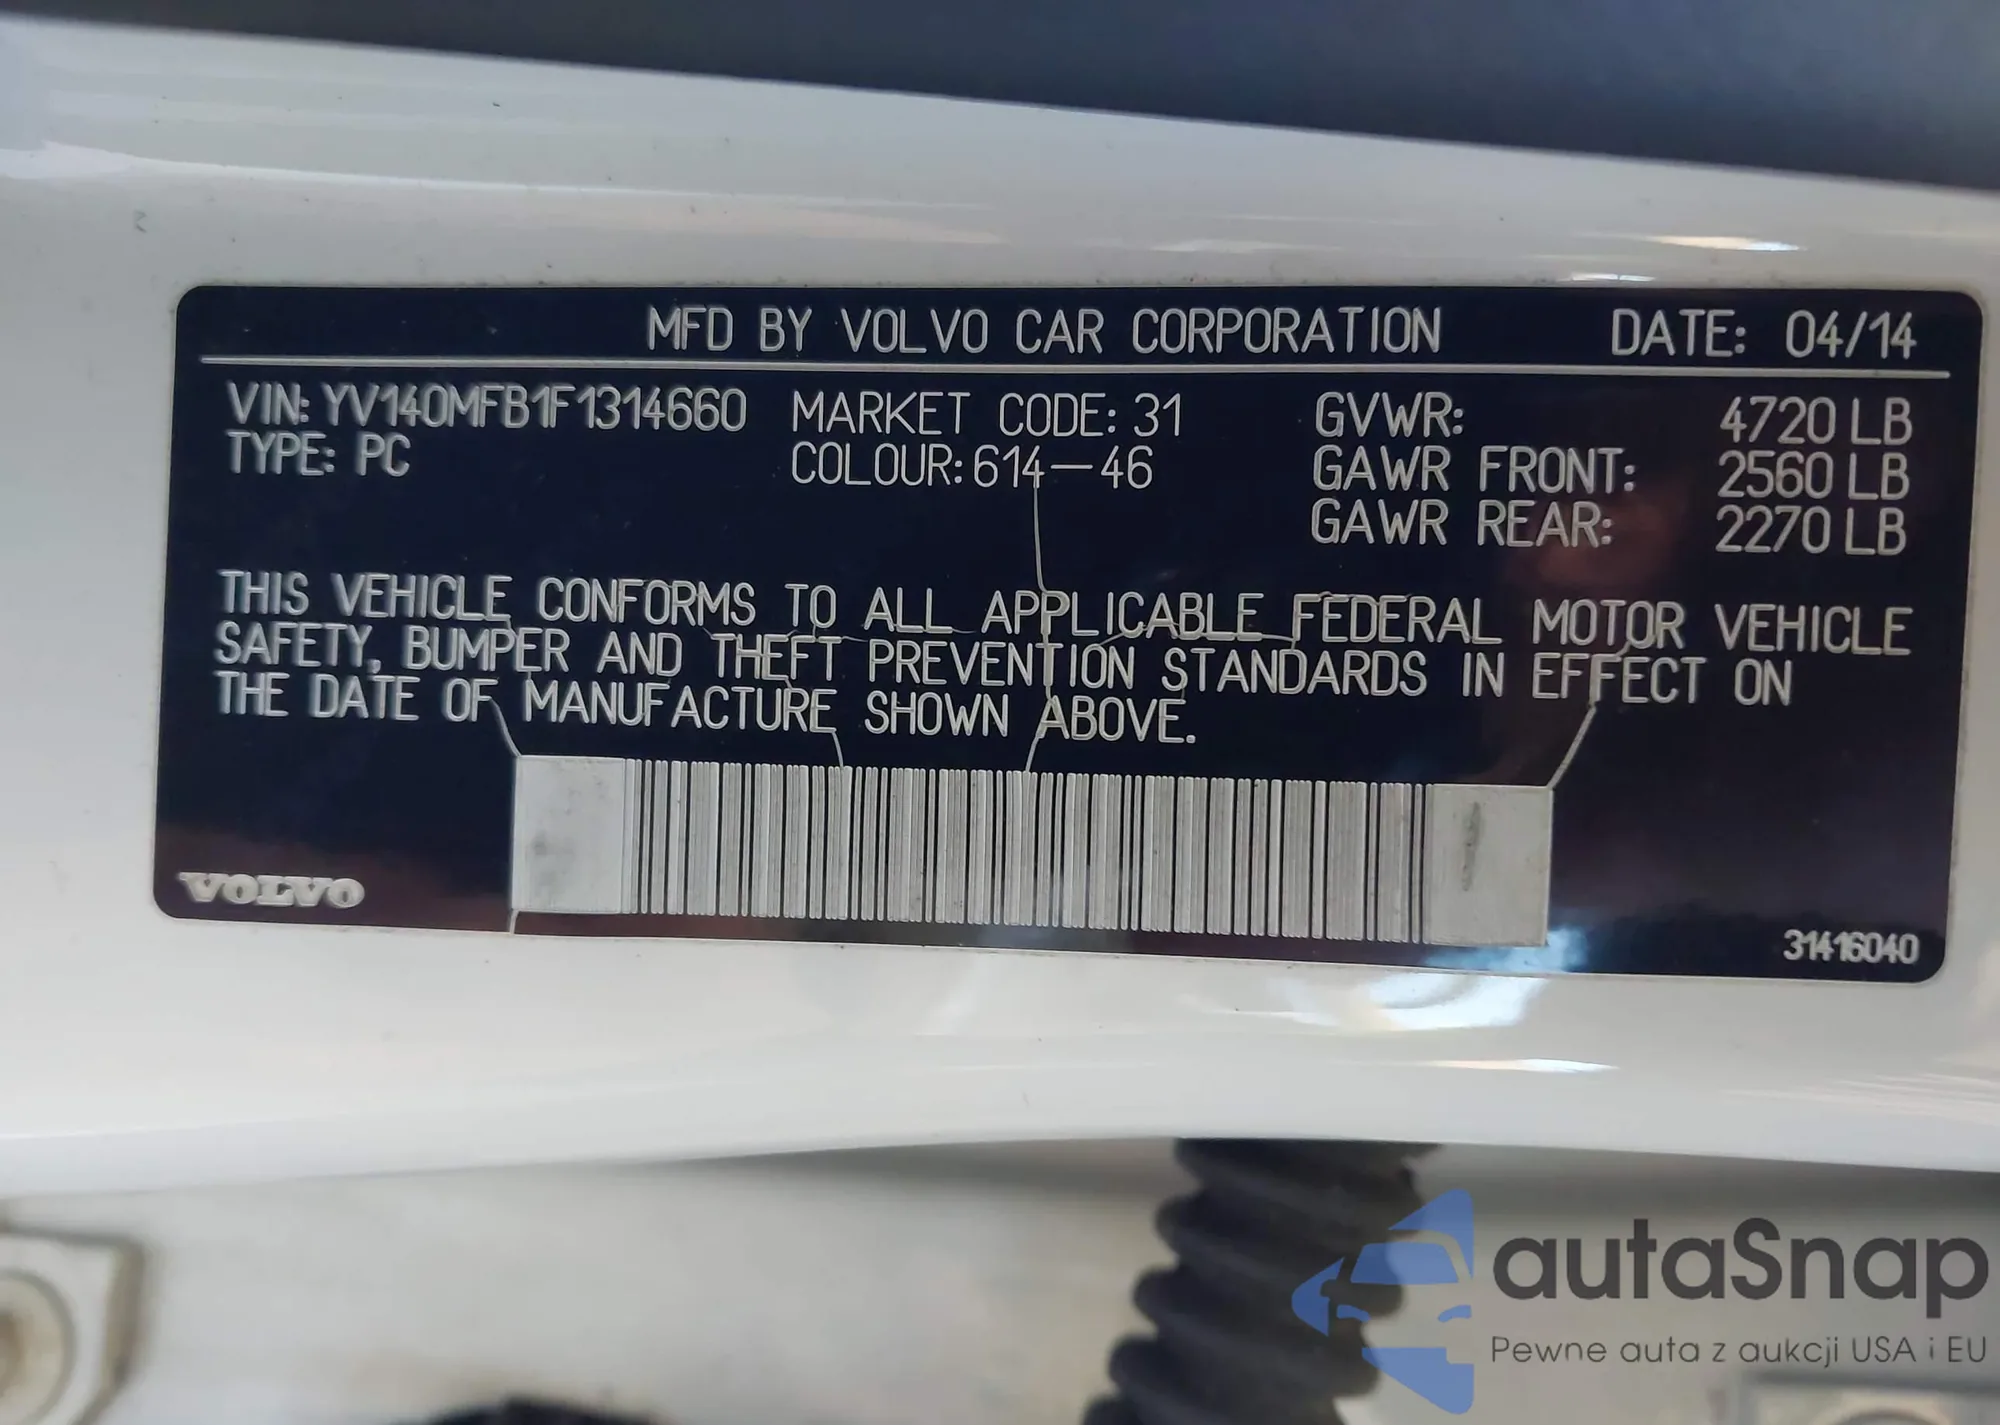 MFD BY VOLVO CAR CORPORATION DATE: 04/14
VIN: YV140MFB1F1314660 MARKET CODE: 31 GVWR: 4720 LB
TYPE: PC COLOUR: 614-46 GAWR FRONT: 2560 LB
GAWR REAR: 2270 LB
THIS VEHICLE CONFORMS TO ALL APPLICABLE FEDERAL MOTOR VEHICLE
SAFETY, BUMPER AND THEFT PREVENTION STANDARDS IN EFFECT ON
THE DATE OF MANUFACTURE SHOWN ABOVE.
VOLVO
31416040
autaSnap
Pewne auta z aukcji USA i EU